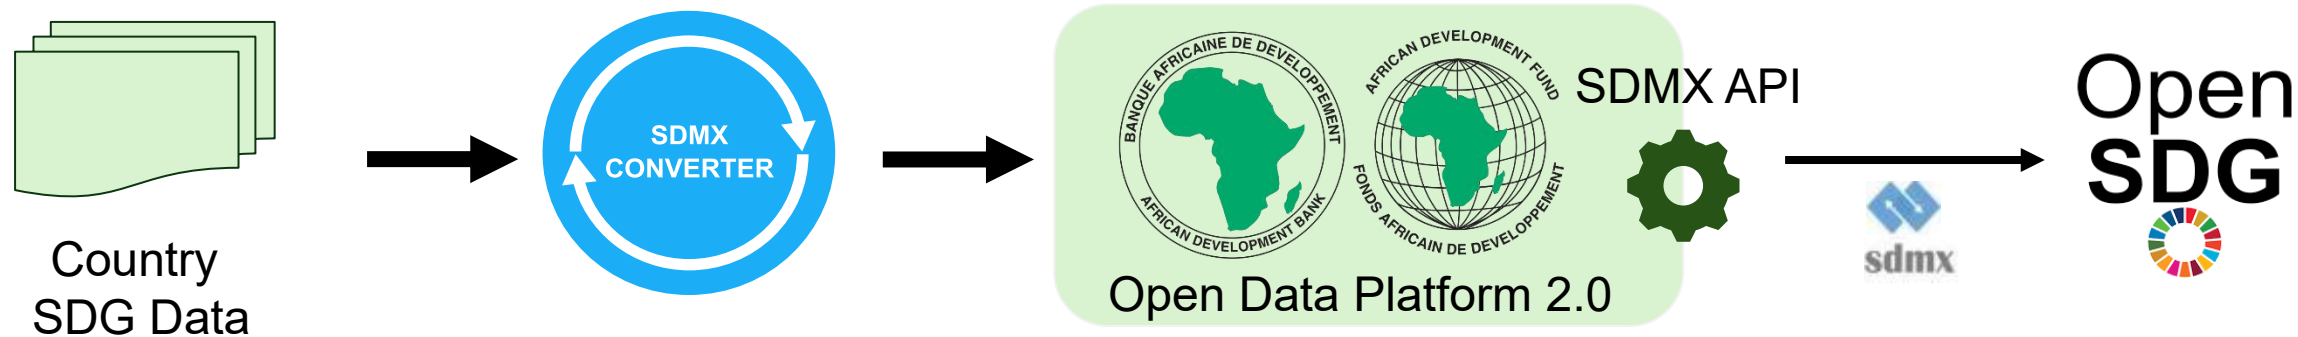 Country
SDG Data
SDMX
CONVERTER
BANQUE AFRICAINE DE DEVELOPPEMENT
AFRICAN DEVELOPMENT BANK
AFRICAN DEVELOPMENT FUND
FONDS AFRICAIN DE DEVELOPPEMENT
Open Data Platform 2.0
SDMX API
sdmx
Open
SDG